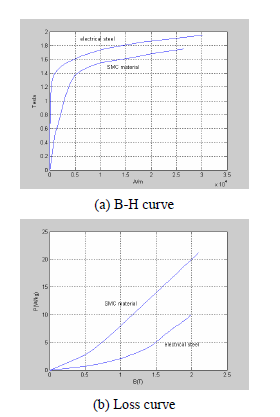 2
1.8
1.6
1.4
1.2
1
0.8
0.6
0.4
0.2
0
electrical steel
SMC material
Tesla
0 0.5 1 1.5 2 2.5 3 3.5
A/m
x 10
(a) B-H curve
25
20
15
10
5
0
P(W/kg)
SMC material
electrical steel
0 0.5 1 1.5 2 2.5
B(T)
(b) Loss curve